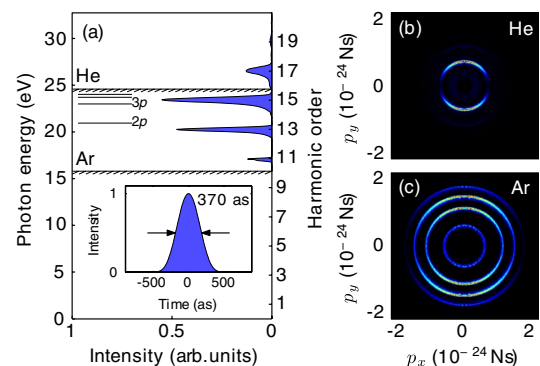 (a)
30
25
20
15
10
5
0
Photon energy (eV)
He
3p
2p
Ar
19
17
15
13
11
9
7
5
3
1
Harmonic order
1
0.5
0
Intensity (arb.units)
370 as
1
0
Intensity
-500
0
500
Time (as)
(b)
He
2
0
-2
p_y (10⁻²⁴ Ns)
(c)
Ar
2
0
-2
p_y (10⁻²⁴ Ns)
-2
0
2
p_x (10⁻²⁴ Ns)